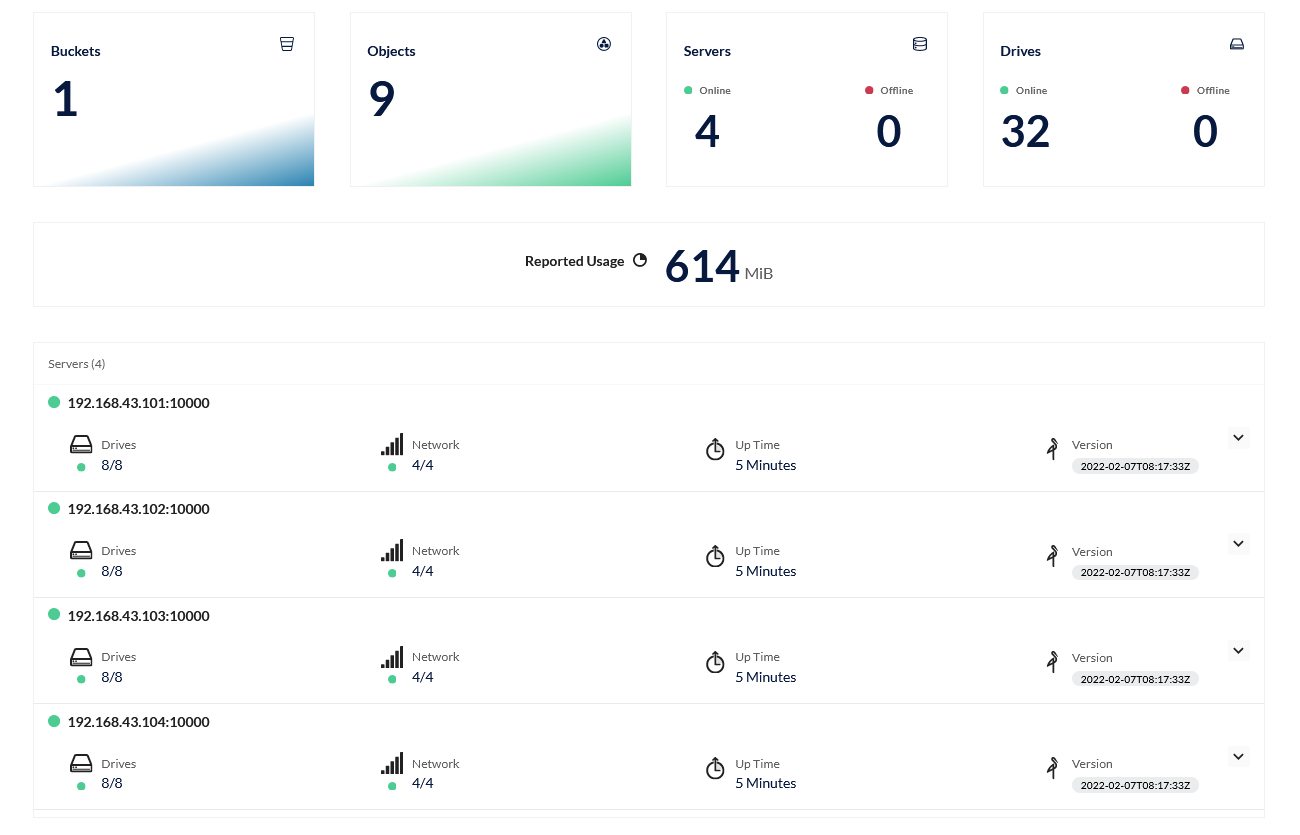 Buckets
1
Objects
9
Servers
Online
Offline
4
0
Drives
Online
Offline
32
0
Reported Usage 614 MiB
Servers (4)
192.168.43.101:10000
Drives
8/8
Network
4/4
Up Time
5 Minutes
Version
2022-02-07T08:17:33Z
192.168.43.102:10000
Drives
8/8
Network
4/4
Up Time
5 Minutes
Version
2022-02-07T08:17:33Z
192.168.43.103:10000
Drives
8/8
Network
4/4
Up Time
5 Minutes
Version
2022-02-07T08:17:33Z
192.168.43.104:10000
Drives
8/8
Network
4/4
Up Time
5 Minutes
Version
2022-02-07T08:17:33Z